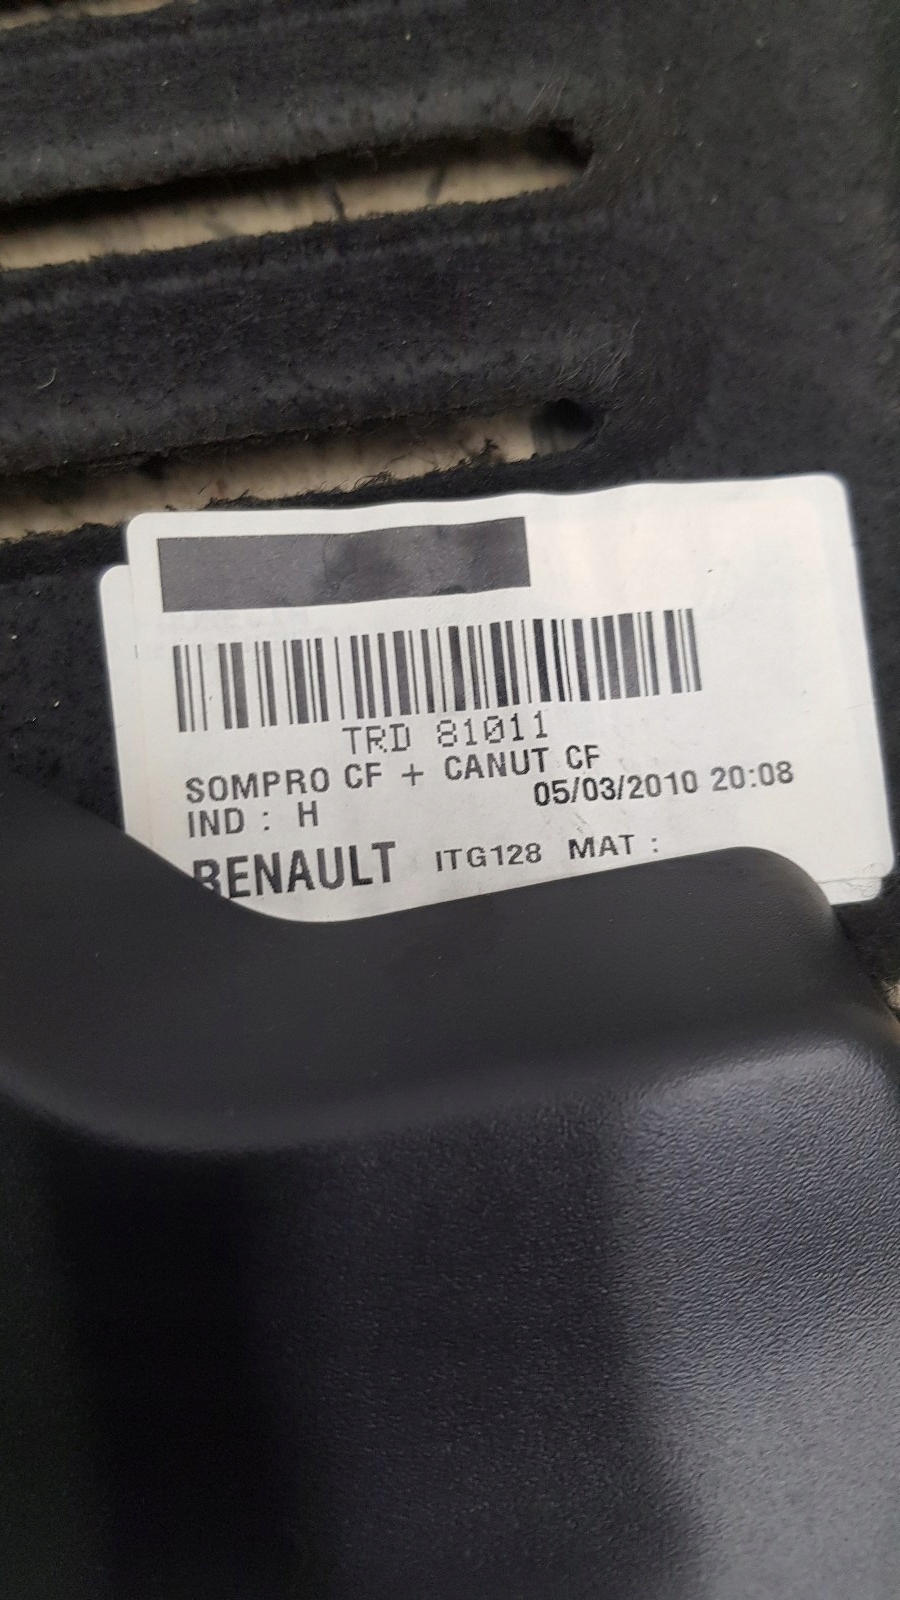 TRD 81011
SOMPRO CF + CANUT CF
IND : H 05/03/2010 20:08
RENAULT ITG128 MAT :